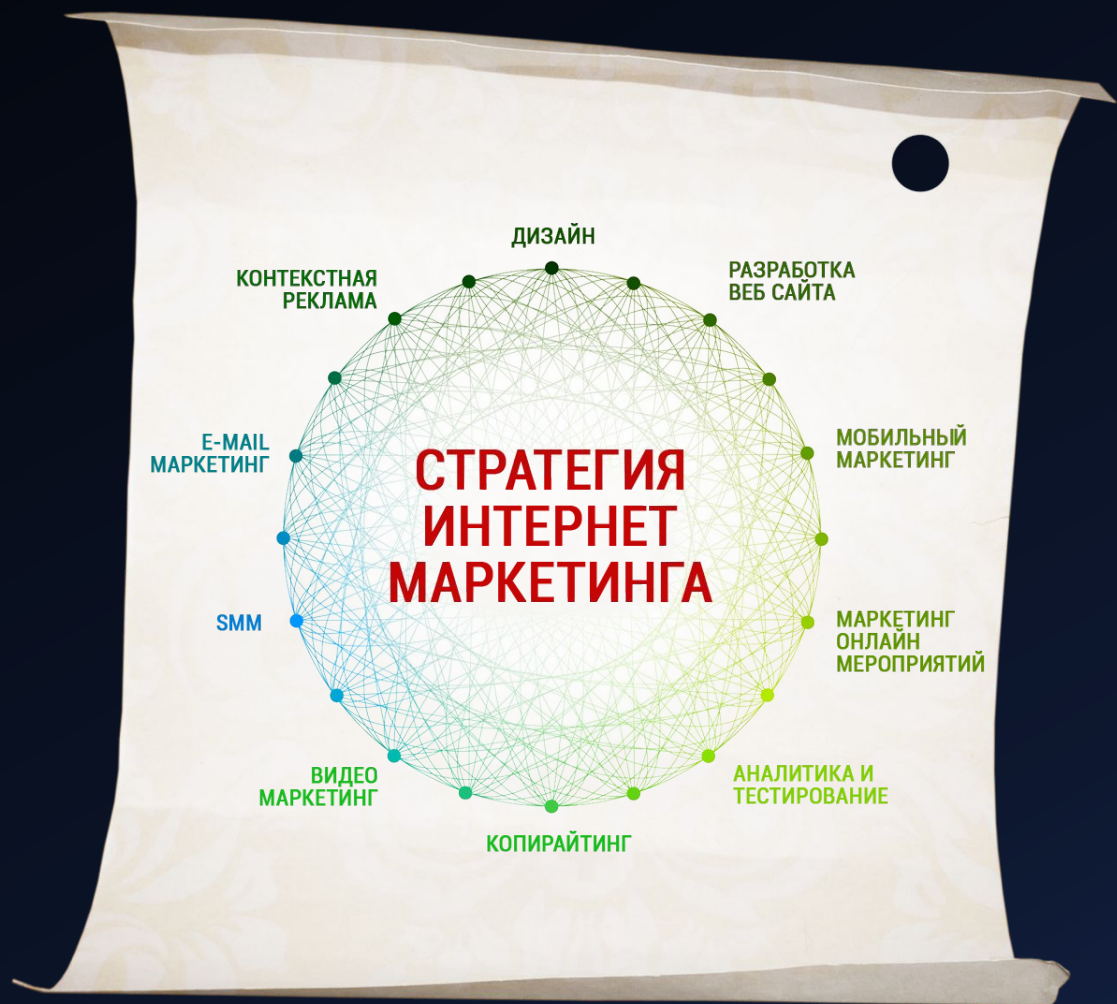 ДИЗАЙН
КОНТЕКСТНАЯ
РЕКЛАМА
РАЗРАБОТКА
ВЕБ САЙТА
E-MAIL
МАРКЕТИНГ
МОБИЛЬНЫЙ
МАРКЕТИНГ
СТРАТЕГИЯ
ИНТЕРНЕТ
МАРКЕТИНГА
SMM
МАРКЕТИНГ
ОНЛАЙН
МЕРОПРИЯТИЙ
ВИДЕО
МАРКЕТИНГ
АНАЛИТИКА И
ТЕСТИРОВАНИЕ
КОПИРАЙТИНГ